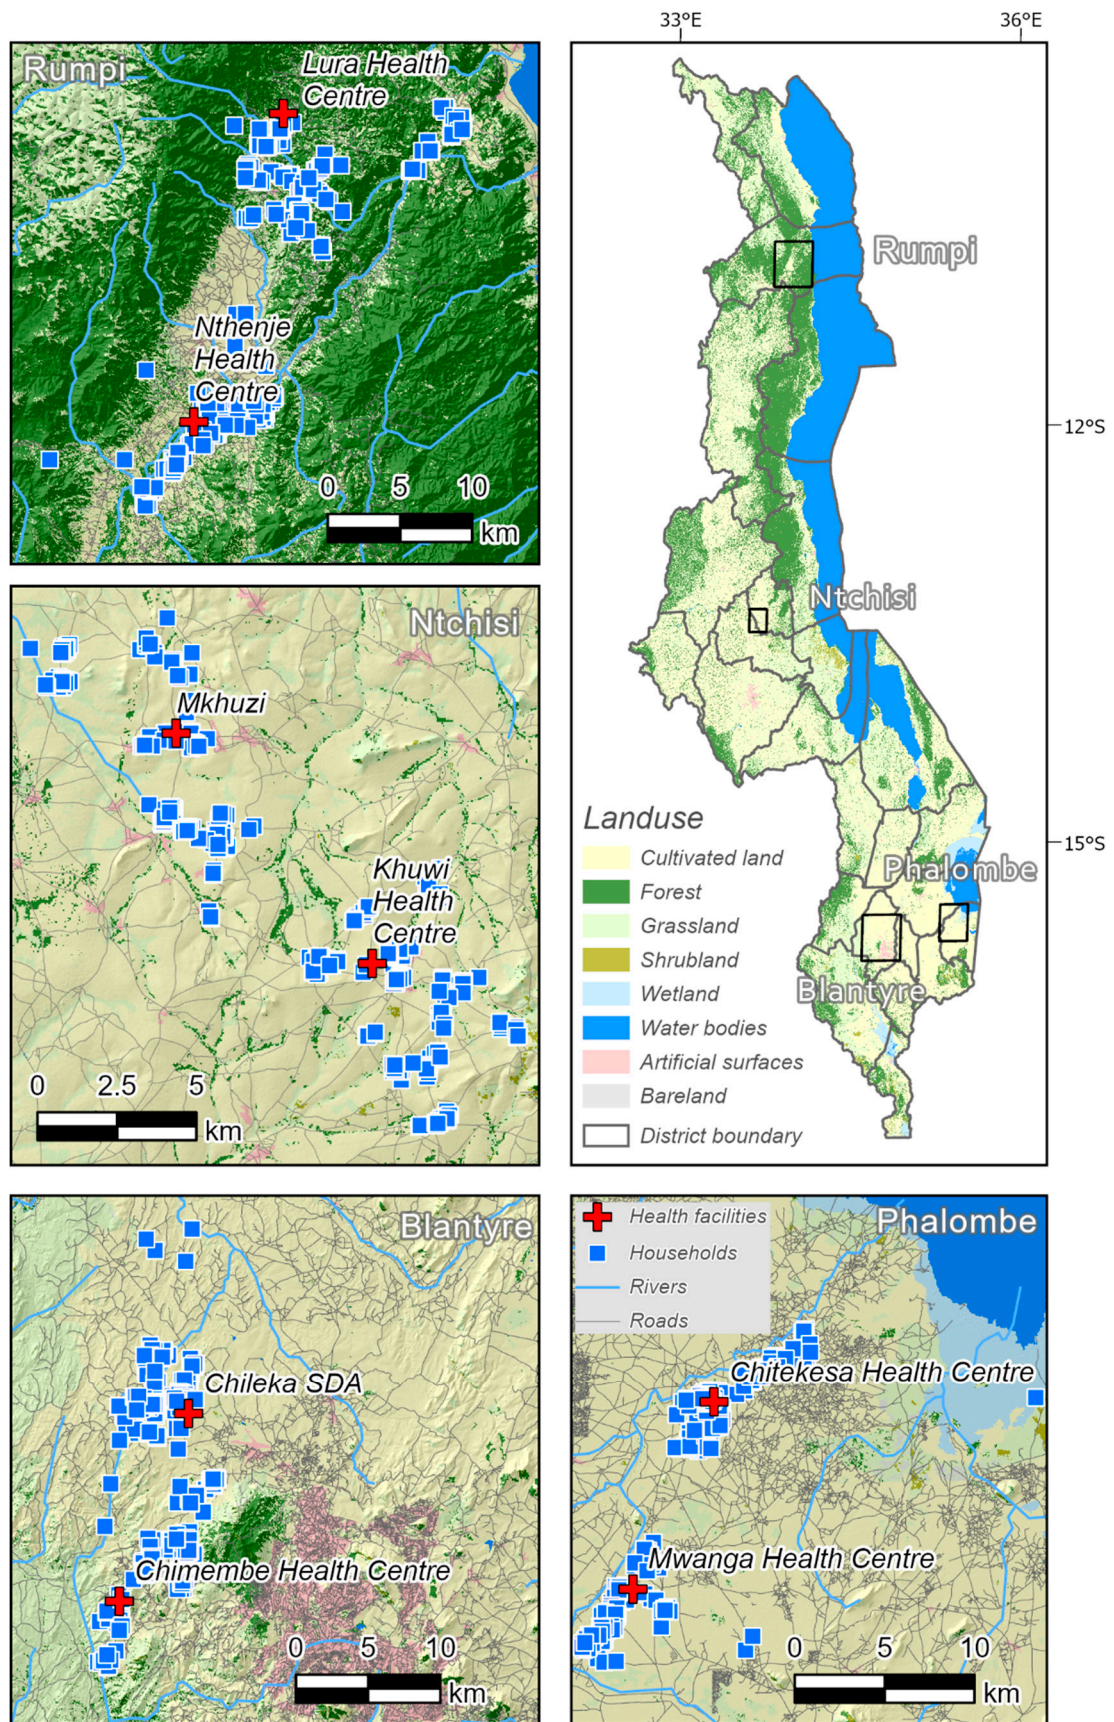 33°E
36°E
Rumpi
Lura Health
Centre
Nthenje
Health
Centre
0 5 10
km
Ntchisi
Mkhuzi
Khuwi
Health
Centre
0 2.5 5
km
Rumpi
12°S
Ntchisi
15°S
Phalombe
Blantyre
Landuse
Cultivated land
Forest
Grassland
Shrubland
Wetland
Water bodies
Artificial surfaces
Bareland
District boundary
Blantyre
Chileka SDA
Chimembe Health Centre
0 5 10
km
Health facilities
Households
Rivers
Roads
Phalombe
Chitekesa Health Centre
Mwanga Health Centre
0 5 10
km